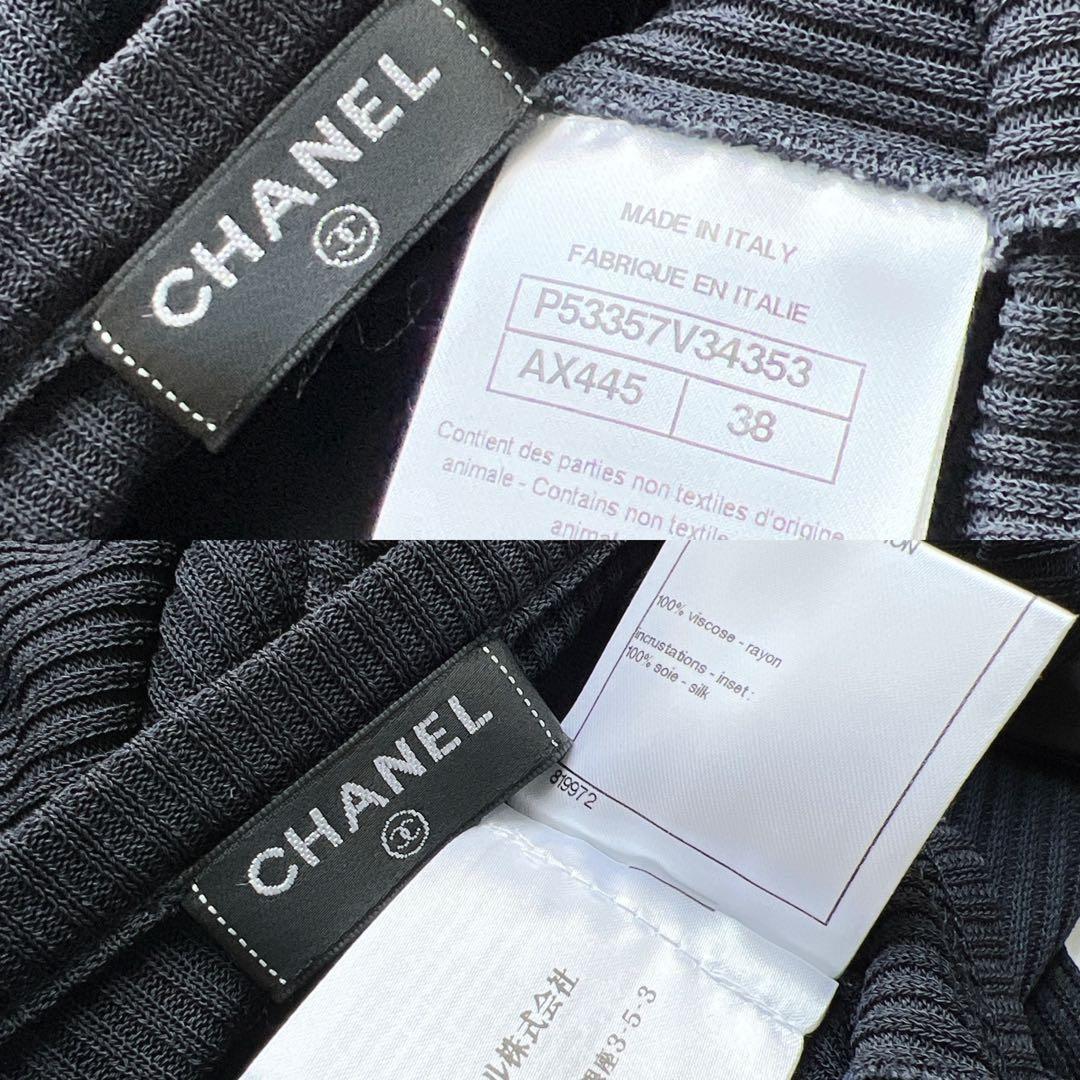 CHANEL
MADE IN ITALY
FABRIQUE EN ITALIE
P53357V34353
AX445 38
Contient des parties non textiles d'origine
animale - Contains non textile
CHANEL
100% viscose - rayon
incrustations - inset :
100% soie - silk
819972
ル株式会社
銀座3-5-3